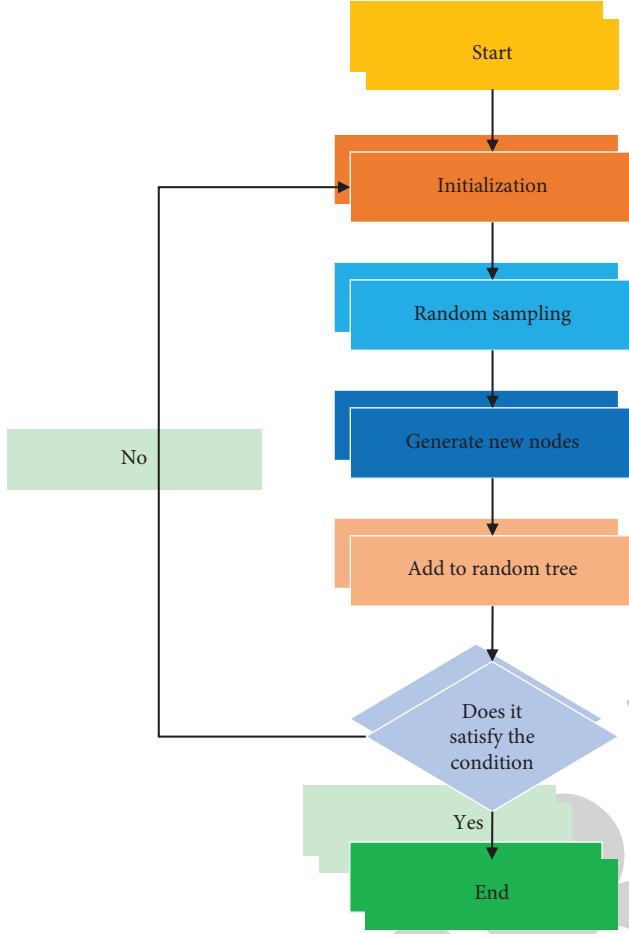 Start
Initialization
Random sampling
Generate new nodes
No
Add to random tree
Does it
satisfy the
condition
Yes
End